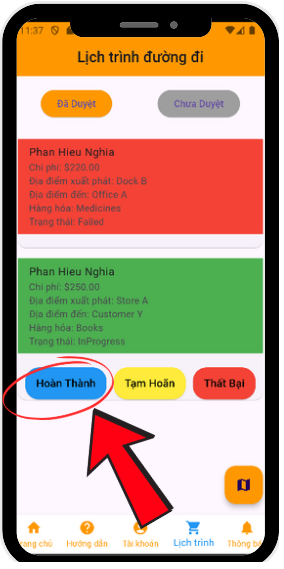 11:37
Lịch trình đường đi
Đã Duyệt
Chưa Duyệt
Phan Hieu Nghia
Chi phí: $220.00
Địa điểm xuất phát: Dock B
Địa điểm đến: Office A
Hàng hóa: Medicines
Trạng thái: Failed
Phan Hieu Nghia
Chi phí: $250.00
Địa điểm xuất phát: Store A
Địa điểm đến: Customer Y
Hàng hóa: Books
Trạng thái: InProgress
Hoàn Thành
Tạm Hoãn
Thất Bại
rang chủ
Hướng dẫn
Tài khoản
Lịch trình
Thông bá